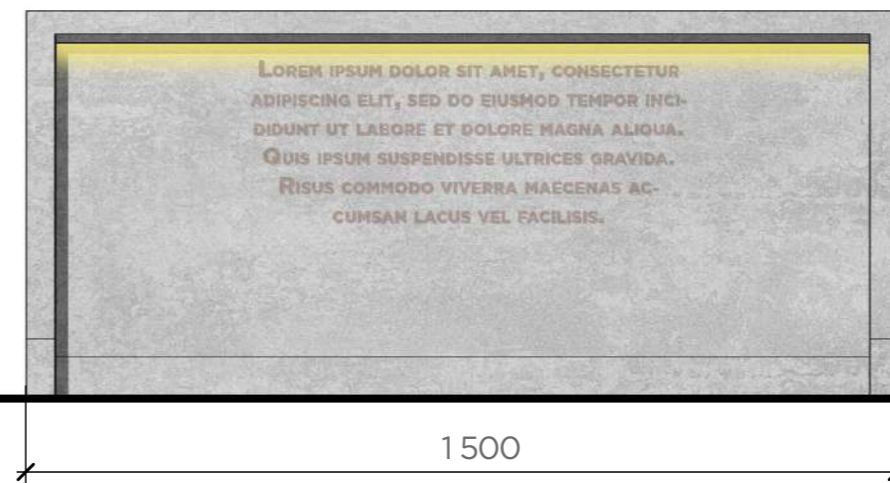 Lorem ipsum dolor sit amet, consectetur
adipiscing elit, sed do eiusmod tempor inci-
didunt ut labore et dolore magna aliqua.
Quis ipsum suspendisse ultrices gravida.
Risus commodo viverra maecenas ac-
cumsan lacus vel facilisis.
1500